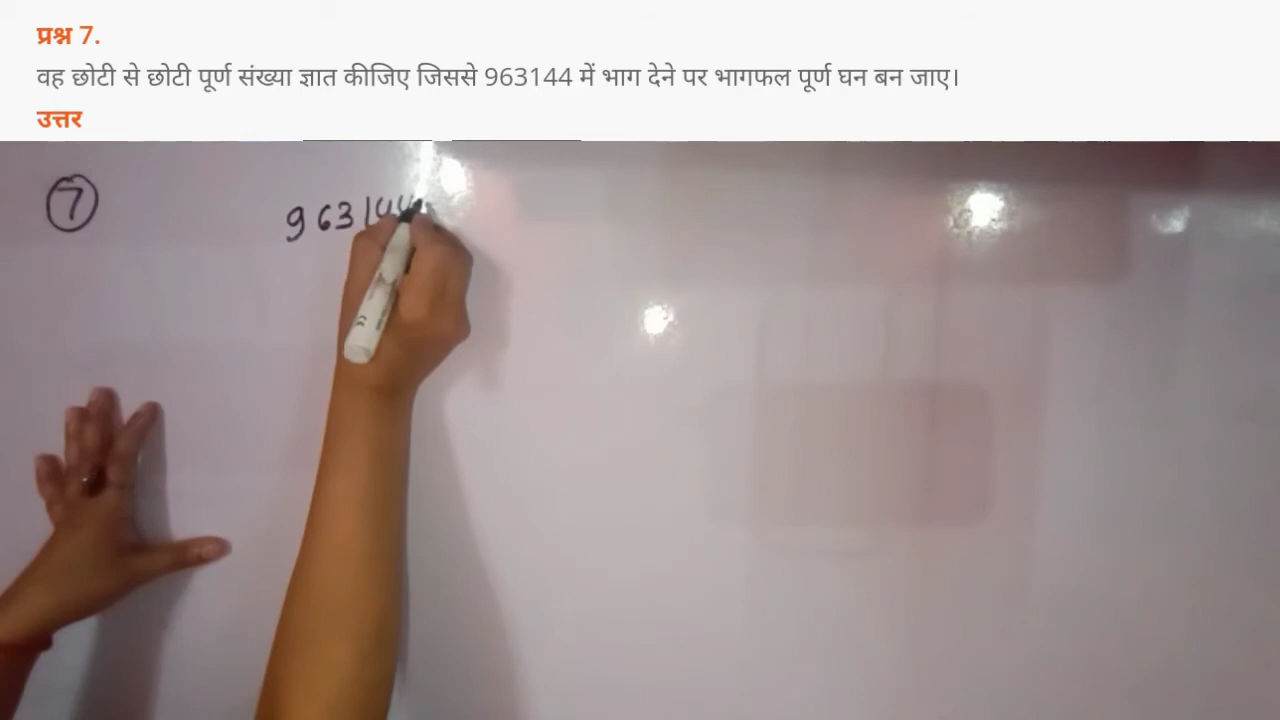 प्रश्न 7.
वह छोटी से छोटी पूर्ण संख्या ज्ञात कीजिए जिससे 963144 में भाग देने पर भागफल पूर्ण घन बन जाए।
उत्तर
7 963144